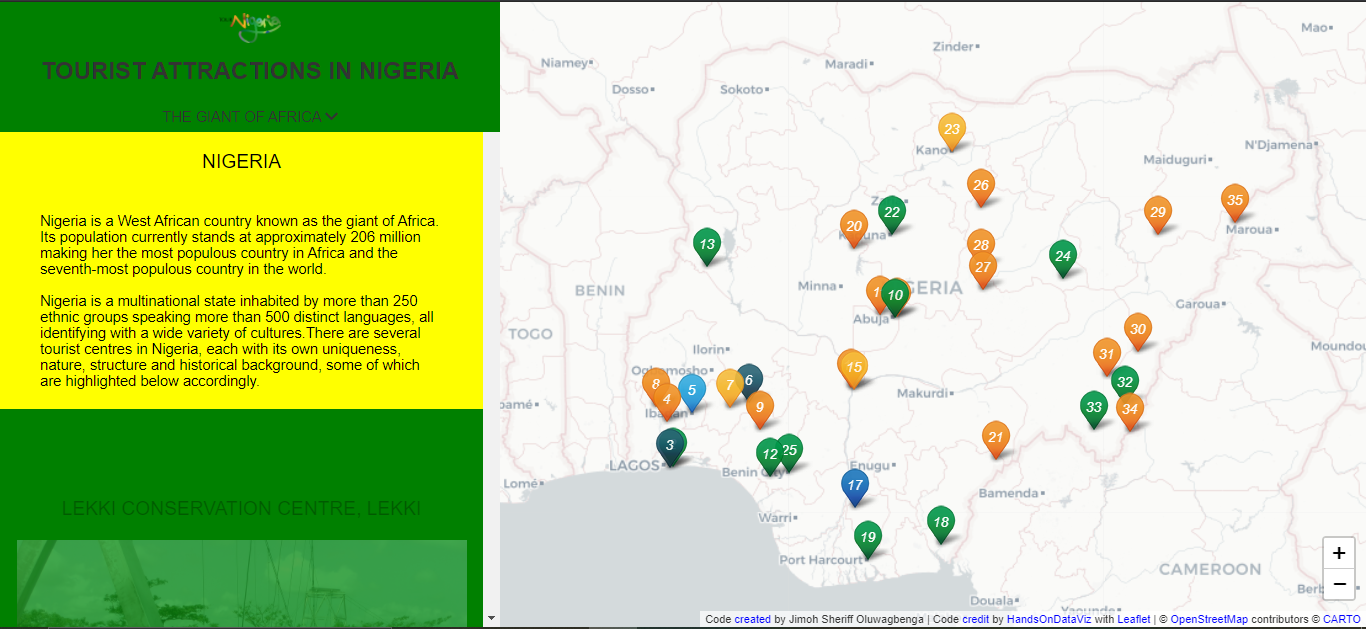 Nigeria
TOURIST ATTRACTIONS IN NIGERIA
THE GIANT OF AFRICA
NIGERIA
Nigeria is a West African country known as the giant of Africa.
Its population currently stands at approximately 206 million
making her the most populous country in Africa and the
seventh-most populous country in the world.
Nigeria is a multinational state inhabited by more than 250
ethnic groups speaking more than 500 distinct languages, all
identifying with a wide variety of cultures.There are several
tourist centres in Nigeria, each with its own uniqueness,
nature, structure and historical background, some of which
are highlighted below accordingly.
LEKKI CONSERVATION CENTRE, LEKKI
Mao
Zinder
Niamey
Maradi
Dosso
Sokoto
23
Kano
N'Djamena
Maiduguri
26
35
29
22
20
Maroua
13
28
24
27
Minna
BENIN
10
Garoua
Abuja
TOGO
30
Moundou
Ilorin
31
15
6
32
8
5
7
4
Makurdi
33
34
9
21
3
12
25
LAGOS
Enugu
Benin City
Lomé
17
Bamenda
Warri
18
19
Port Harcourt
CAMEROON
+
−
Douala
Yaounde
Code created by Jimoh Sheriff Oluwagbenga | Code credit by HandsOnDataViz with Leaflet | © OpenStreetMap contributors © CARTO